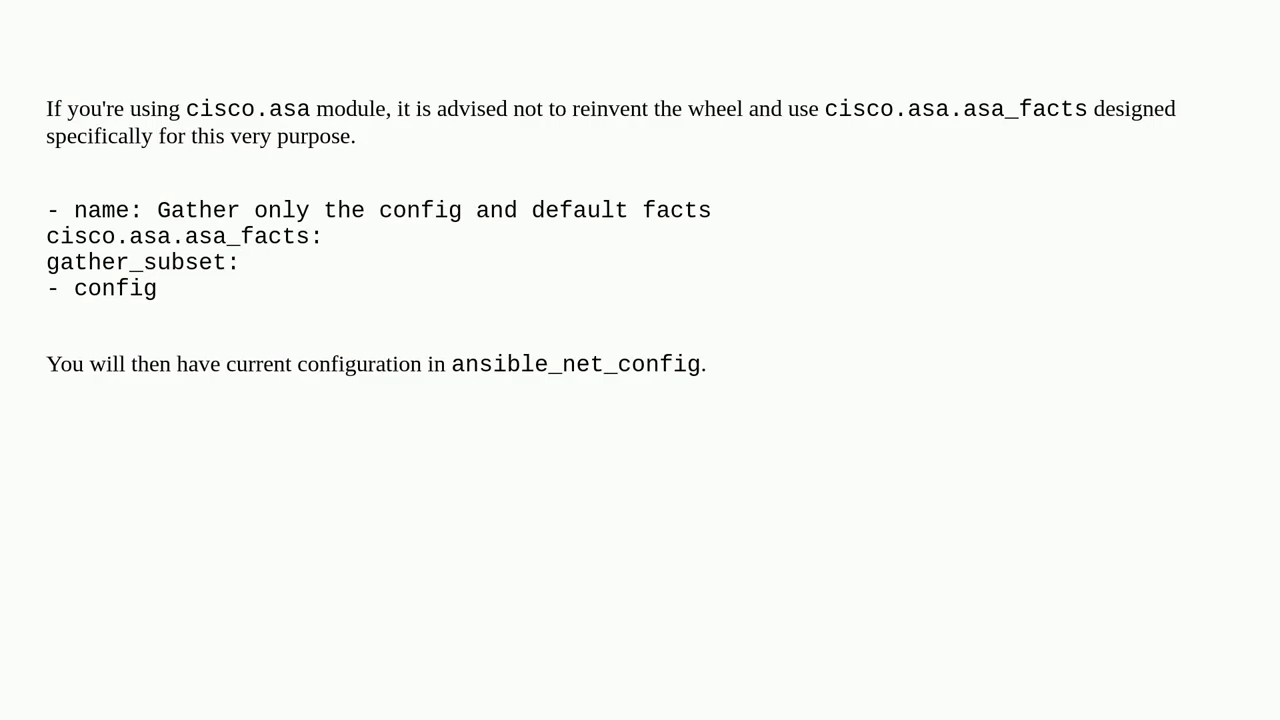 If you're using cisco.asa module, it is advised not to reinvent the wheel and use cisco.asa.asa_facts designed
specifically for this very purpose.
- name: Gather only the config and default facts
cisco.asa.asa_facts:
gather_subset:
- config
You will then have current configuration in ansible_net_config.